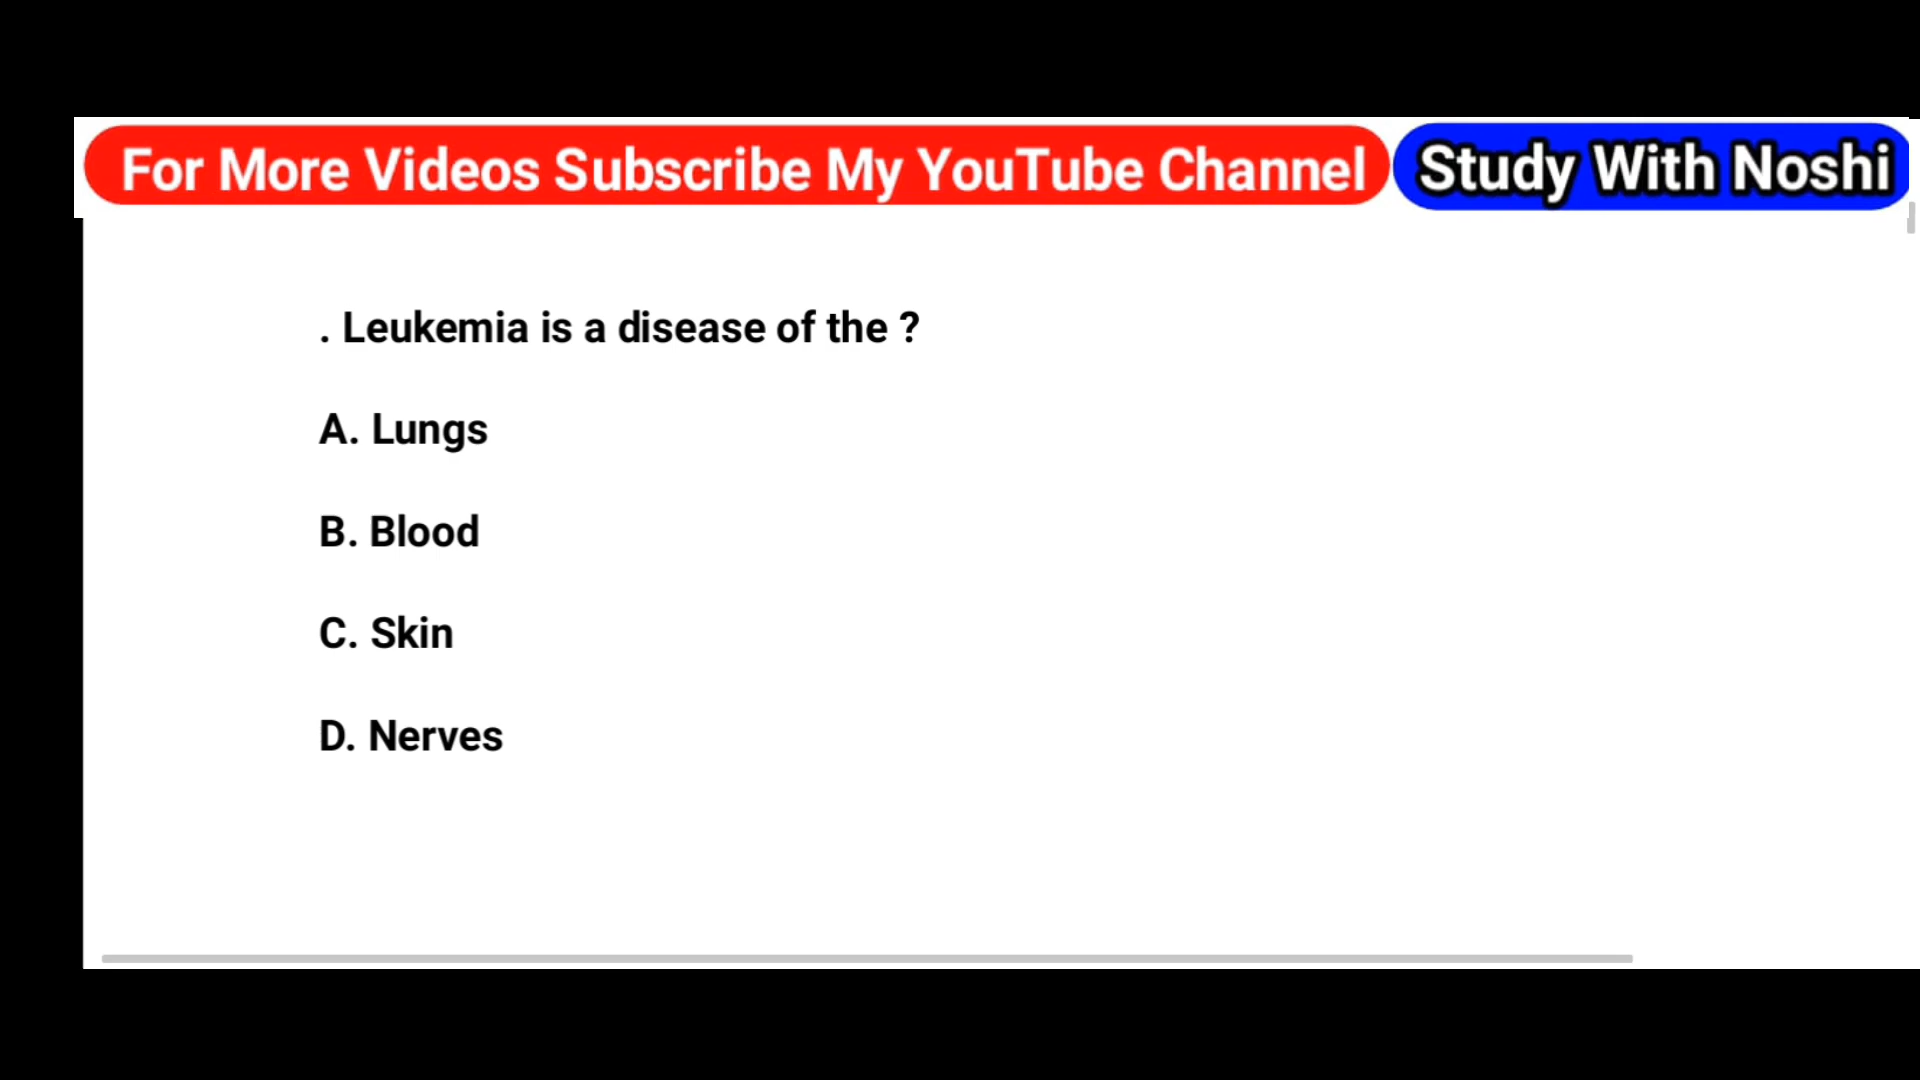 For More Videos Subscribe My YouTube Channel Study With Noshi
. Leukemia is a disease of the ?
A. Lungs
B. Blood
C. Skin
D. Nerves